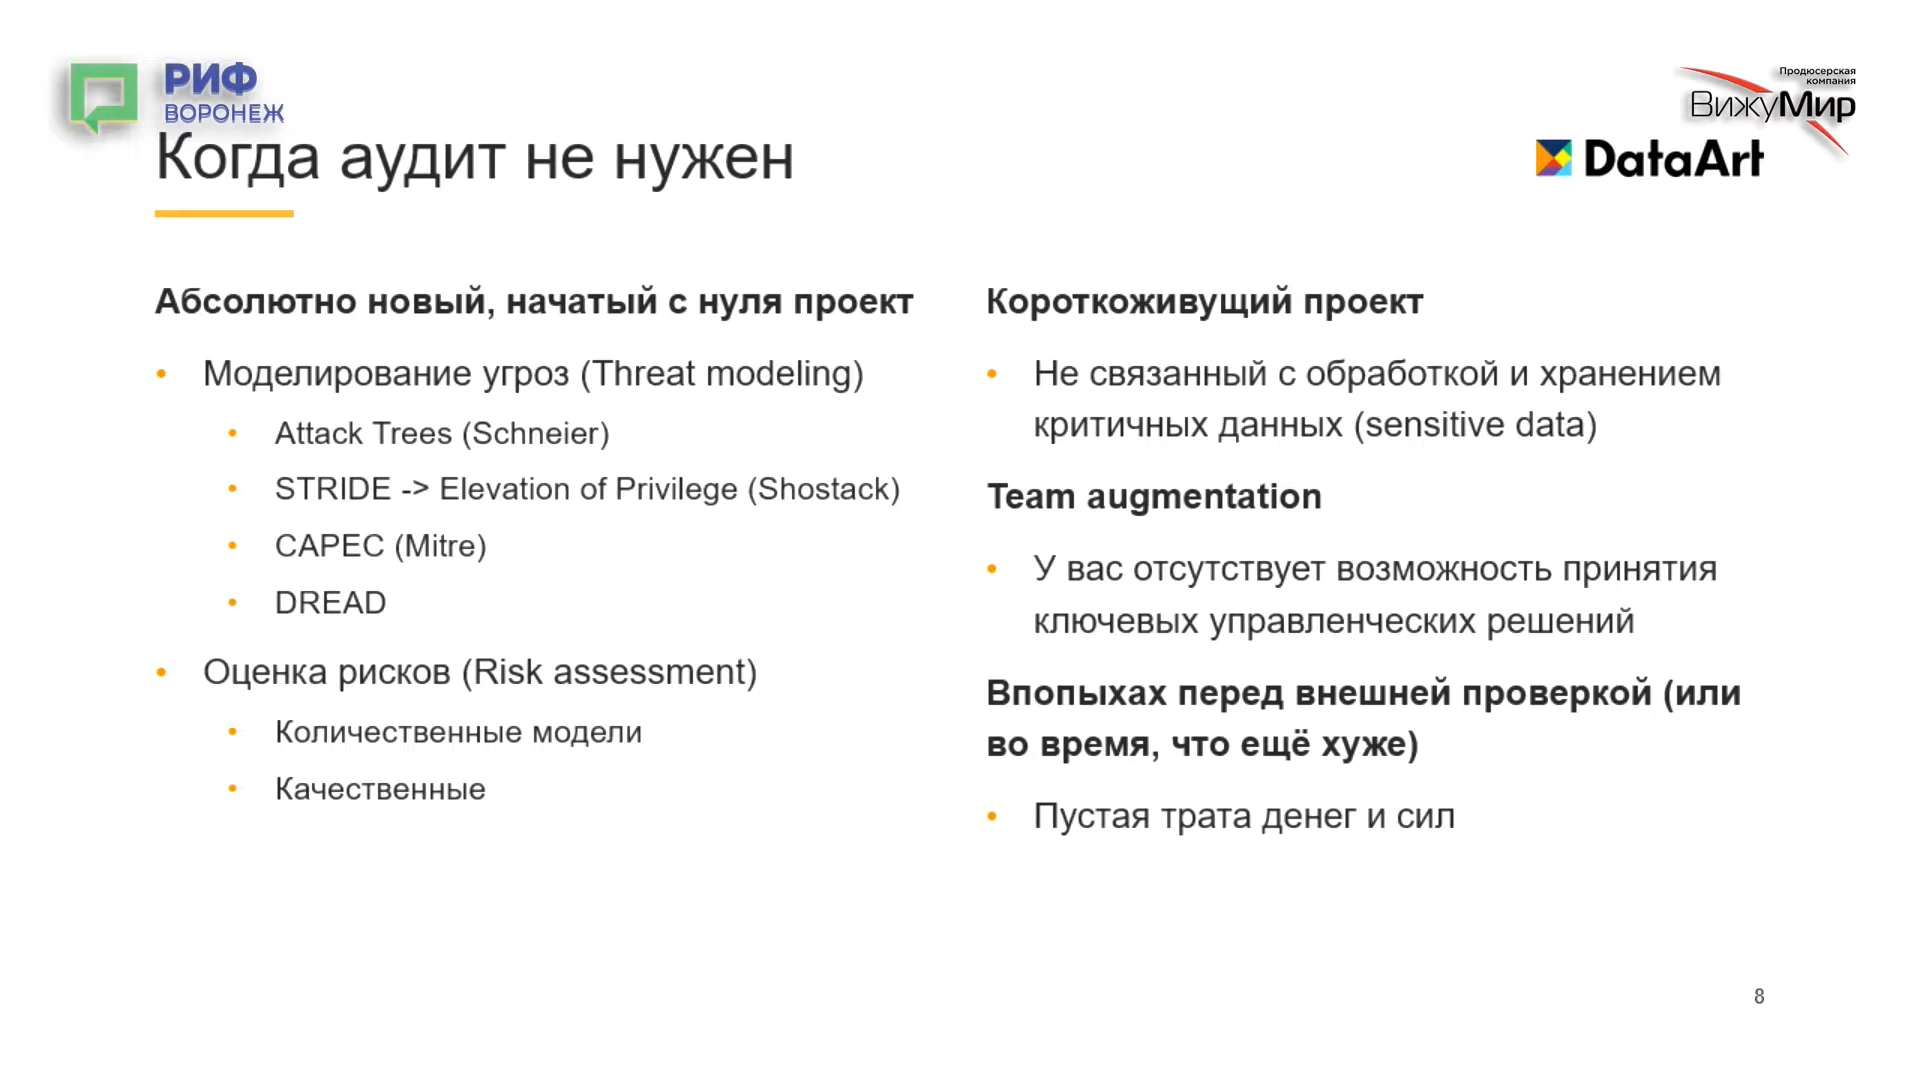 РИФ
ВОРОНЕЖ
Продюсерская
компания
ВижуМир
DataArt
Когда аудит не нужен
Абсолютно новый, начатый с нуля проект
• Моделирование угроз (Threat modeling)
• Attack Trees (Schneier)
• STRIDE -> Elevation of Privilege (Shostack)
• CAPEC (Mitre)
• DREAD
• Оценка рисков (Risk assessment)
• Количественные модели
• Качественные
Короткоживущий проект
• Не связанный с обработкой и хранением
критичных данных (sensitive data)
Team augmentation
• У вас отсутствует возможность принятия
ключевых управленческих решений
Впопыхах перед внешней проверкой (или
во время, что ещё хуже)
• Пустая трата денег и сил
8